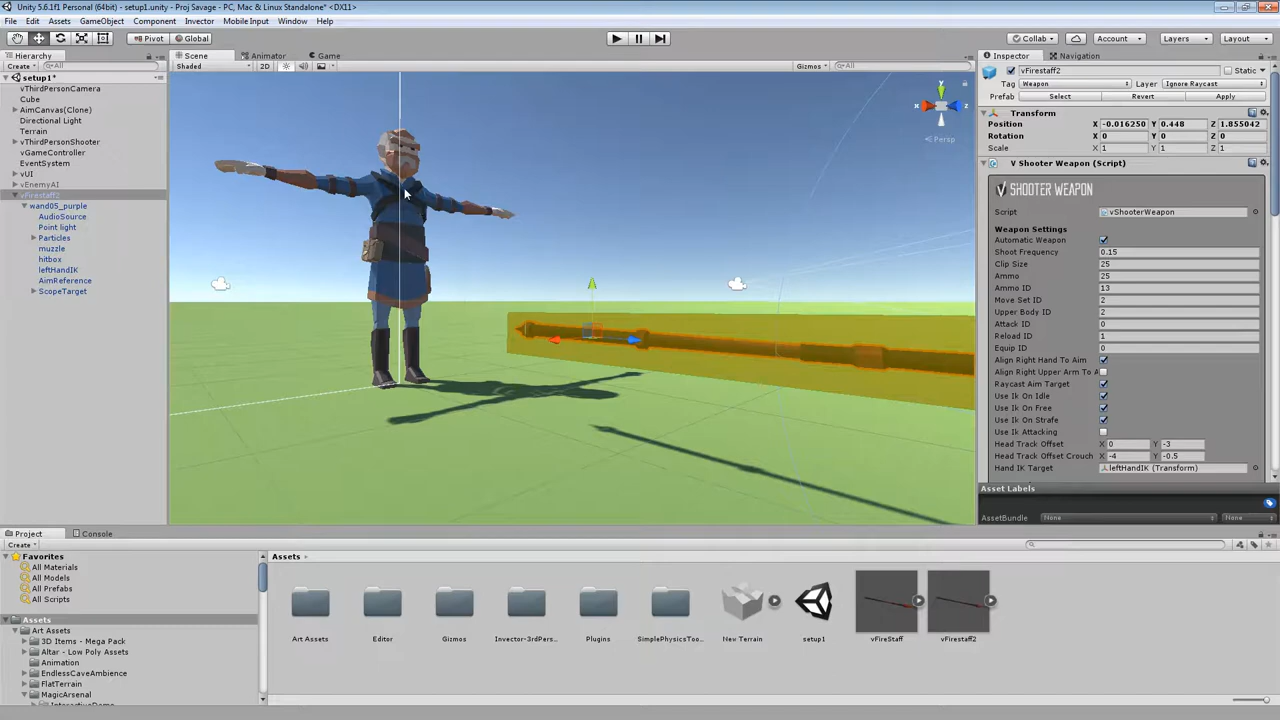 Unity 5.6.1f1 Personal (64bit) - setup1.unity - Proj Savage - PC, Mac & Linux Standalone* <DX11>
File Edit Assets GameObject Component Invector Mobile Input Window Help
Pivot Global Collab Account Layers Layout
Hierarchy
Create All
setup1*
vThirdPersonCamera
Cube
AimCanvas(Clone)
Directional Light
Terrain
vThirdPersonShooter
vGameController
EventSystem
vUI
vEnemyAI
vFirestaff2
wand05_purple
AudioSource
Point light
Particles
muzzle
hitbox
leftHandIK
AimReference
ScopeTarget
Scene Animator Game
Shaded 2D Gizmos All
y
x z
Persp
Inspector Navigation
vFirestaff2 Static
Tag Weapon Layer Ignore Raycast
Prefab Select Revert Apply
Transform
Position X -0.016250 Y 0.448 Z 1.855042
Rotation X 0 Y 0 Z 0
Scale X 1 Y 1 Z 1
V Shooter Weapon (Script)
SHOOTER WEAPON
Script vShooterWeapon
Weapon Settings
Automatic Weapon
Shoot Frequency 0.15
Clip Size 25
Ammo 25
Ammo ID 13
Move Set ID 2
Upper Body ID 2
Attack ID 0
Reload ID 1
Equip ID 0
Align Right Hand To Aim
Align Right Upper Arm To A
Raycast Aim Target
Use Ik On Idle
Use Ik On Free
Use Ik On Strafe
Use Ik Attacking
Head Track Offset X 0 Y -3
Head Track Offset Crouch X -4 Y -0.5
Hand IK Target leftHandIK (Transform)
Asset Labels
AssetBundle None None
Project Console
Create
Favorites
All Materials
All Models
All Prefabs
All Scripts
Assets
Art Assets
3D Items - Mega Pack
Altar - Low Poly Assets
Animation
EndlessCaveAmbience
FlatTerrain
MagicArsenal
InteractiveDemo
Assets
Art Assets Editor Gizmos Invector-3rdPers... Plugins SimplePhysicsToo... New Terrain setup1 vFireStaff vFirestaff2